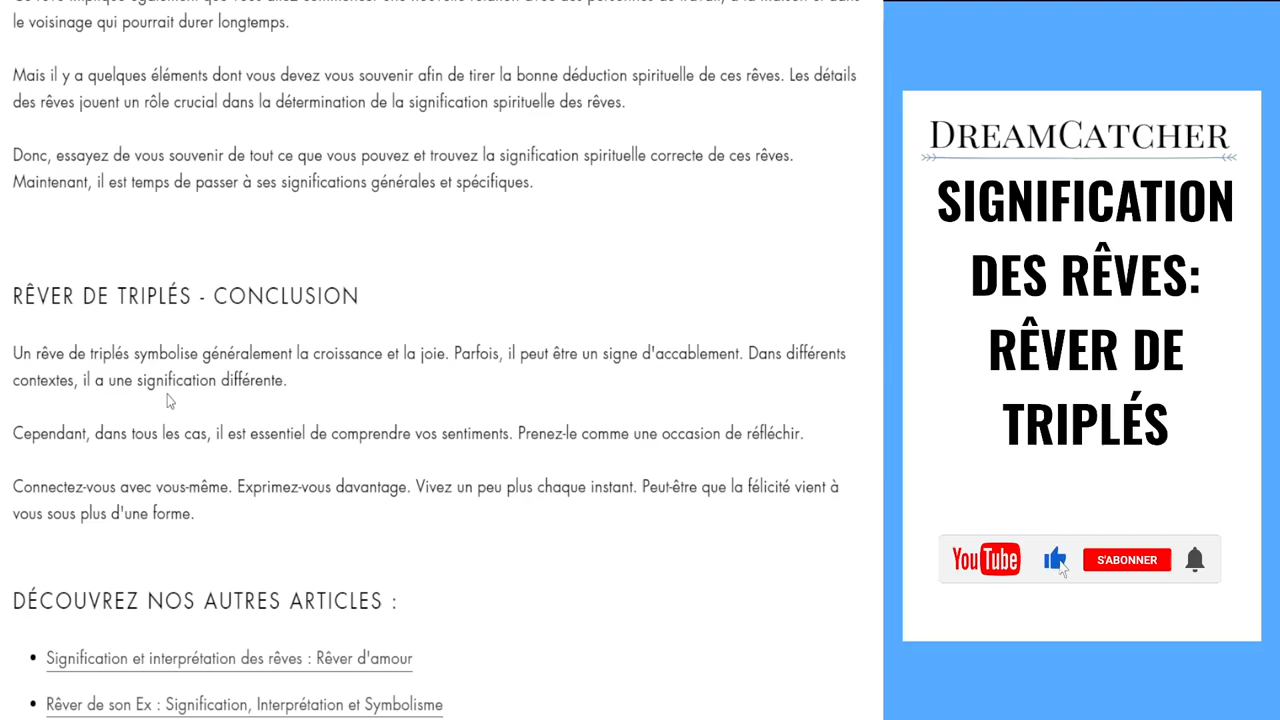 le voisinage qui pourrait durer longtemps.
Mais il y a quelques éléments dont vous devez vous souvenir afin de tirer la bonne déduction spirituelle de ces rêves. Les détails
des rêves jouent un rôle crucial dans la détermination de la signification spirituelle des rêves.
Donc, essayez de vous souvenir de tout ce que vous pouvez et trouvez la signification spirituelle correcte de ces rêves.
Maintenant, il est temps de passer à ses significations générales et spécifiques.
RÊVER DE TRIPLÉS - CONCLUSION
Un rêve de triplés symbolise généralement la croissance et la joie. Parfois, il peut être un signe d'accablement. Dans différents
contextes, il a une signification différente.
Cependant, dans tous les cas, il est essentiel de comprendre vos sentiments. Prenez-le comme une occasion de réfléchir.
Connectez-vous avec vous-même. Exprimez-vous davantage. Vivez un peu plus chaque instant. Peut-être que la félicité vient à
vous sous plus d'une forme.
DÉCOUVREZ NOS AUTRES ARTICLES :
• Signification et interprétation des rêves : Rêver d'amour
• Rêver de son Ex : Signification, Interprétation et Symbolisme
DREAMCATCHER
SIGNIFICATION
DES RÊVES:
RÊVER DE
TRIPLÉS
YouTube
S'ABONNER